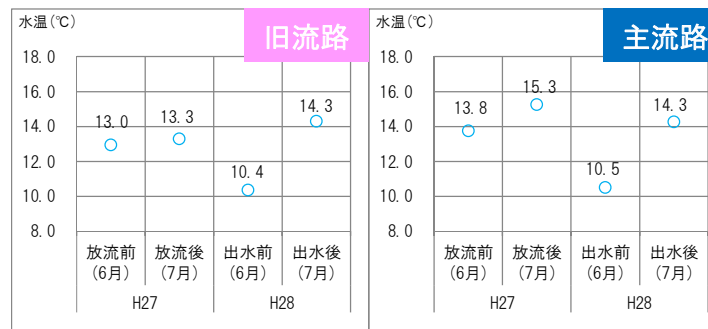 水温(℃)
旧流路
18.0
16.0
14.0
12.0
10.0
8.0
13.0
13.3
10.4
14.3
放流前
(6月)
放流後
(7月)
出水前
(6月)
出水後
(7月)
H27
H28
水温(℃)
主流路
18.0
16.0
14.0
12.0
10.0
8.0
13.8
15.3
10.5
14.3
放流前
(6月)
放流後
(7月)
出水前
(6月)
出水後
(7月)
H27
H28